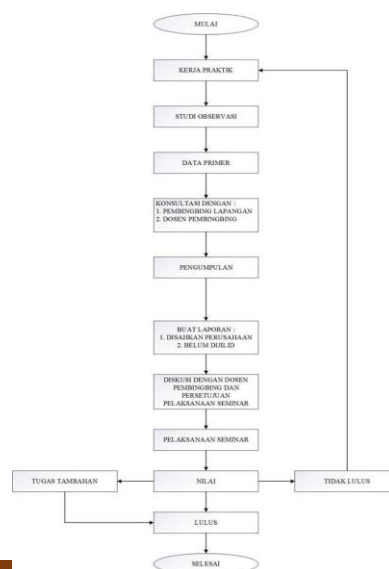 MULAI
KERJA PRAKTIK
STUDI OBSERVASI
DATA PRIMER
KONSULTASI DENGAN :
1. PEMBINGBING LAPANGAN
2. DOSEN PEMBINGBING
PENGUMPULAN
BUAT LAPORAN :
1. DISAHKAN PERUSAHAAN
2. BELUM DIJILID
DISKUSI DENGAN DOSEN
PEMBINGBING DAN
PERSETUJUAN
PELAKSANAAN SEMINAR
PELAKSANAAN SEMINAR
TUGAS TAMBAHAN
NILAI
TIDAK LULUS
LULUS
SELESAI